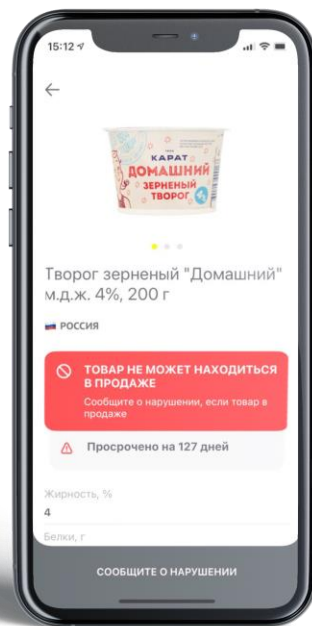 15:12
КАРАТ
ДОМАШНИЙ
ЗЕРНЕНЫЙ
ТВОРОГ
Творог зерненый "Домашний"
м.д.ж. 4%, 200 г
РОССИЯ
ТОВАР НЕ МОЖЕТ НАХОДИТЬСЯ
В ПРОДАЖЕ
Сообщите о нарушении, если товар в
продаже
Просрочено на 127 дней
Жирность, %
4
Белки, г
СООБЩИТЕ О НАРУШЕНИИ